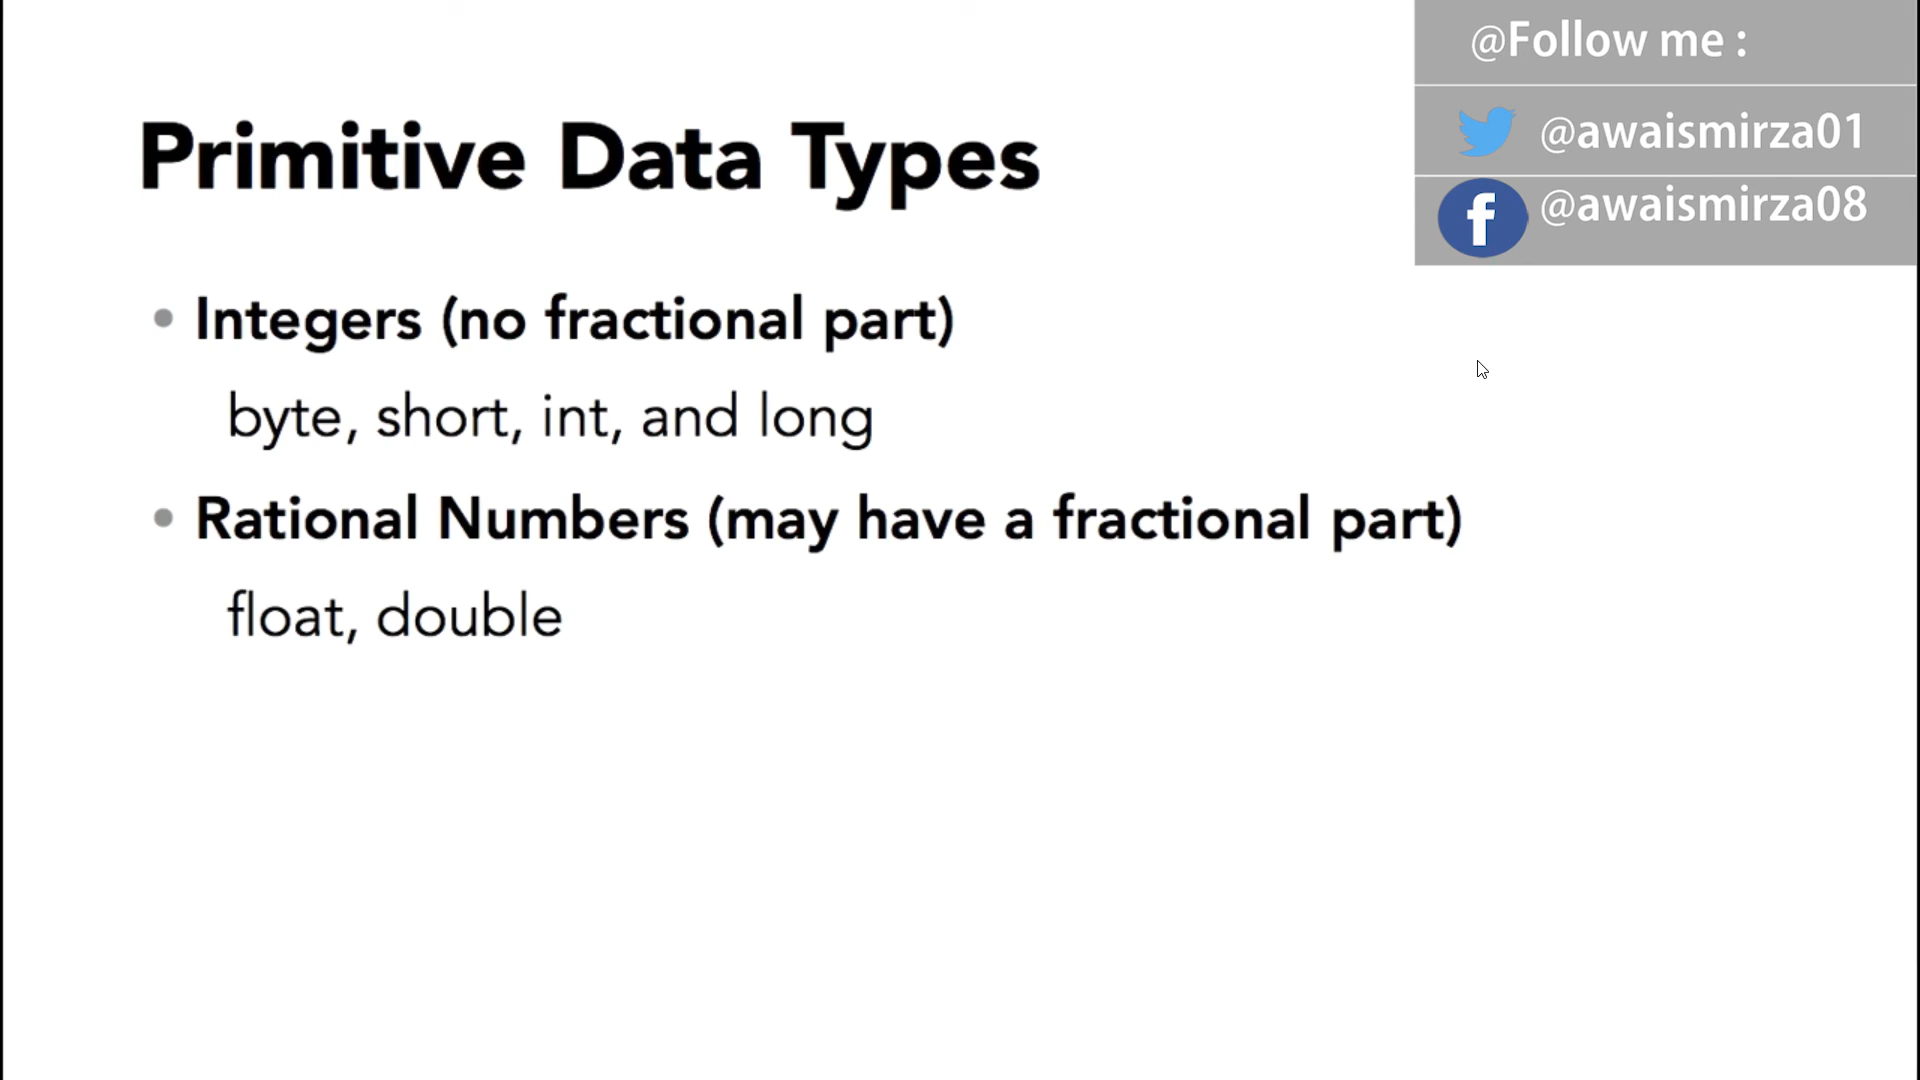 @Follow me :
@awaismirza01
@awaismirza08
Primitive Data Types
• Integers (no fractional part)
byte, short, int, and long
• Rational Numbers (may have a fractional part)
float, double